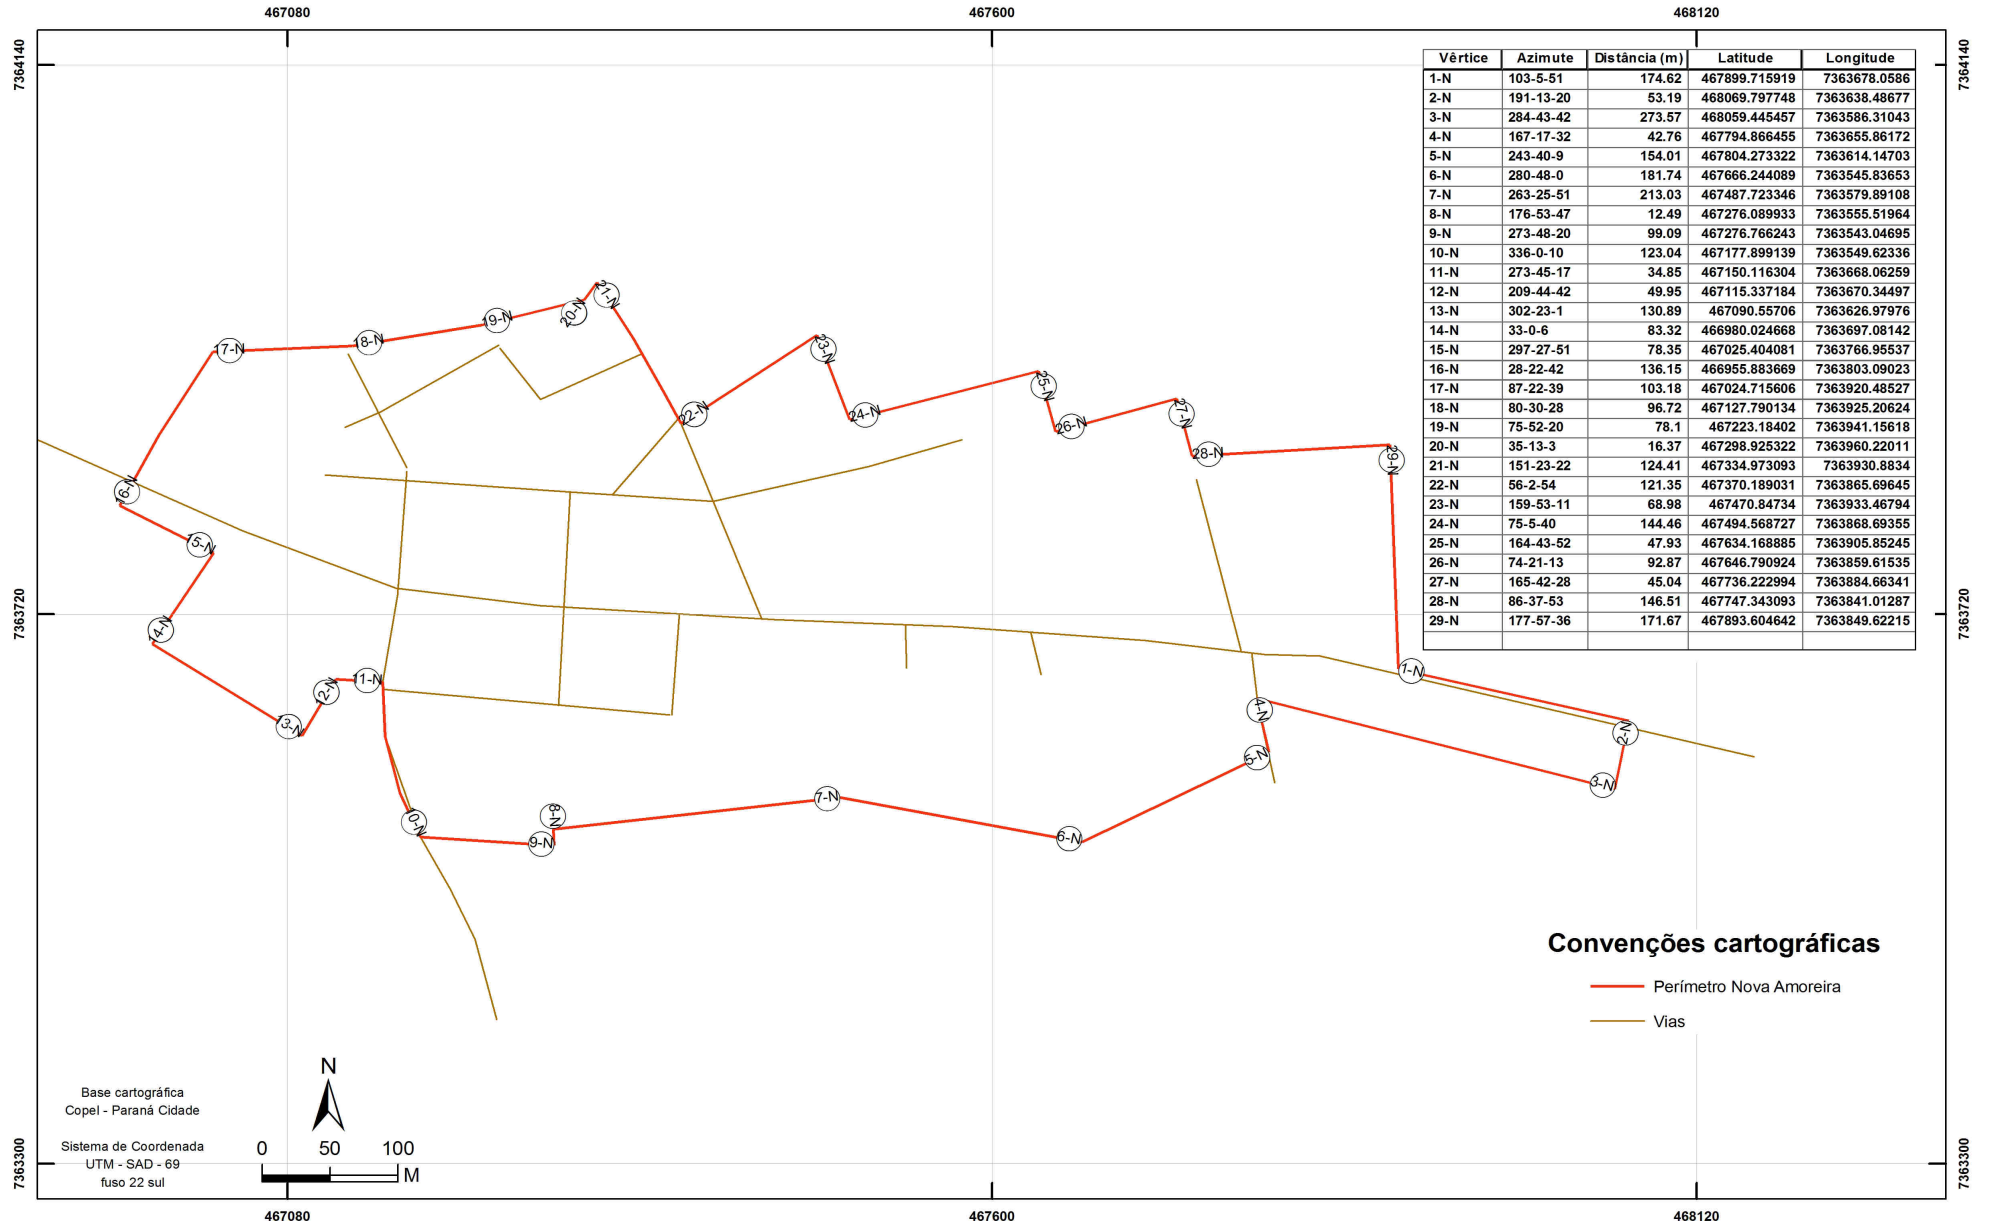 467080 467600 468120
7364140 7364140
Vêrtice Azimute Distância (m) Latitude Longitude
1-N 103-5-51 174.62 467899.715919 7363678.0586
2-N 191-13-20 53.19 468069.797748 7363638.48677
3-N 284-43-42 273.57 468059.445457 7363586.31043
4-N 167-17-32 42.76 467794.866455 7363655.86172
5-N 243-40-9 154.01 467804.273322 7363614.14703
6-N 280-48-0 181.74 467666.244089 7363545.83653
7-N 263-25-51 213.03 467487.723346 7363579.89108
8-N 176-53-47 12.49 467276.089933 7363555.51964
9-N 273-48-20 99.09 467276.766243 7363543.04695
10-N 336-0-10 123.04 467177.899139 7363549.62336
11-N 273-45-17 34.85 467150.116304 7363668.06259
12-N 209-44-42 49.95 467115.337184 7363670.34497
13-N 302-23-1 130.89 467090.55706 7363626.97976
14-N 33-0-6 83.32 466980.024668 7363697.08142
15-N 297-27-51 78.35 467025.404081 7363766.95537
16-N 28-22-42 136.15 466955.883669 7363803.09023
17-N 87-22-39 103.18 467024.715606 7363920.48527
18-N 80-30-28 96.72 467127.790134 7363925.20624
19-N 75-52-20 78.1 467223.18402 7363941.15618
20-N 35-13-3 16.37 467298.925322 7363960.22011
21-N 151-23-22 124.41 467334.973093 7363930.8834
22-N 56-2-54 121.35 467370.189031 7363865.69645
23-N 159-53-11 68.98 467470.84734 7363933.46794
24-N 75-5-40 144.46 467494.568727 7363868.69355
25-N 164-43-52 47.93 467634.168885 7363905.85245
26-N 74-21-13 92.87 467646.790924 7363859.61535
27-N 165-42-28 45.04 467736.222994 7363884.66341
28-N 86-37-53 146.51 467747.343093 7363841.01287
29-N 177-57-36 171.67 467893.604642 7363849.62215
21-N
20-N
19-N
18-N
17-N
23-N
25-N
22-N
24-N
27-N
26-N
28-N
29-N
16-N
15-N
7363720 7363720
14-N
1-N
11-N
12-N
13-N
4-N
2-N
5-N
3-N
7-N
8-N
0-N
9-N
6-N
Convenções cartográficas
Perímetro Nova Amoreira
Vias
N
Base cartográfica
Copel - Paraná Cidade
Sistema de Coordenada
UTM - SAD - 69
fuso 22 sul
0 50 100
M
7363300 7363300
467080 467600 468120